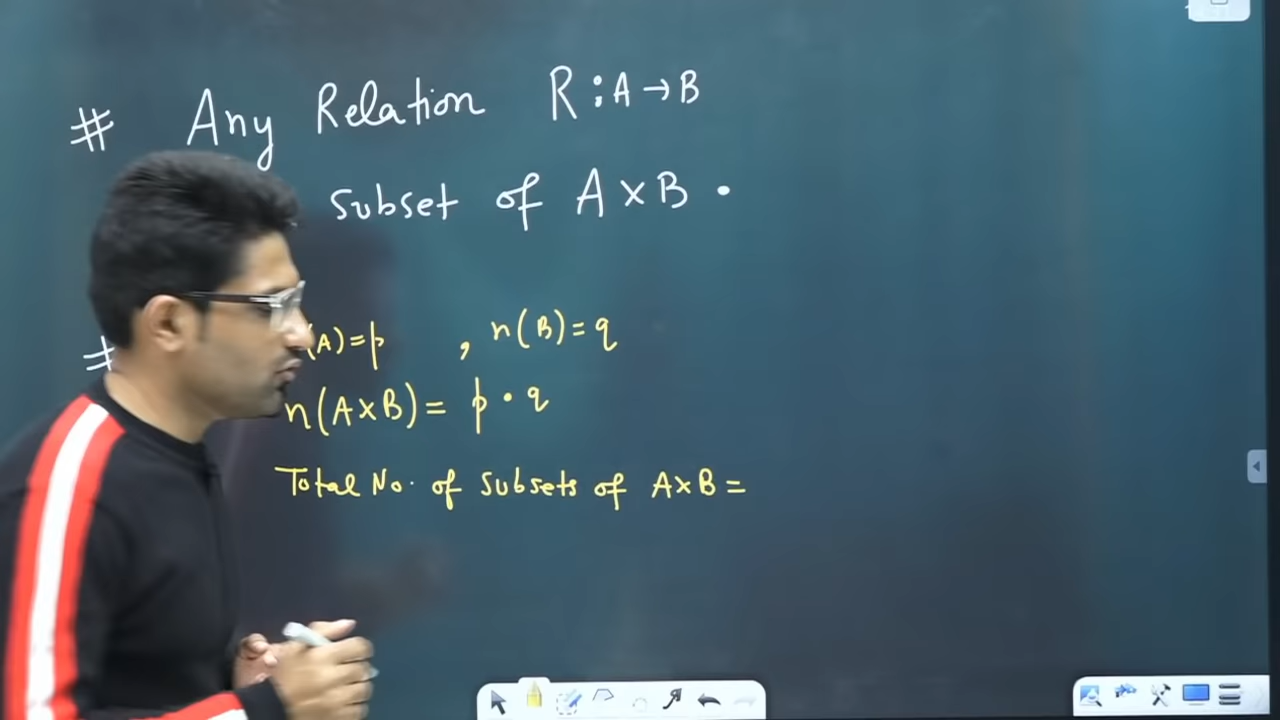 # Any Relation R : A → B
subset of A × B .
(A) = p , n(B) = q
n(A×B) = p · q
Total No. of Subsets of A×B =